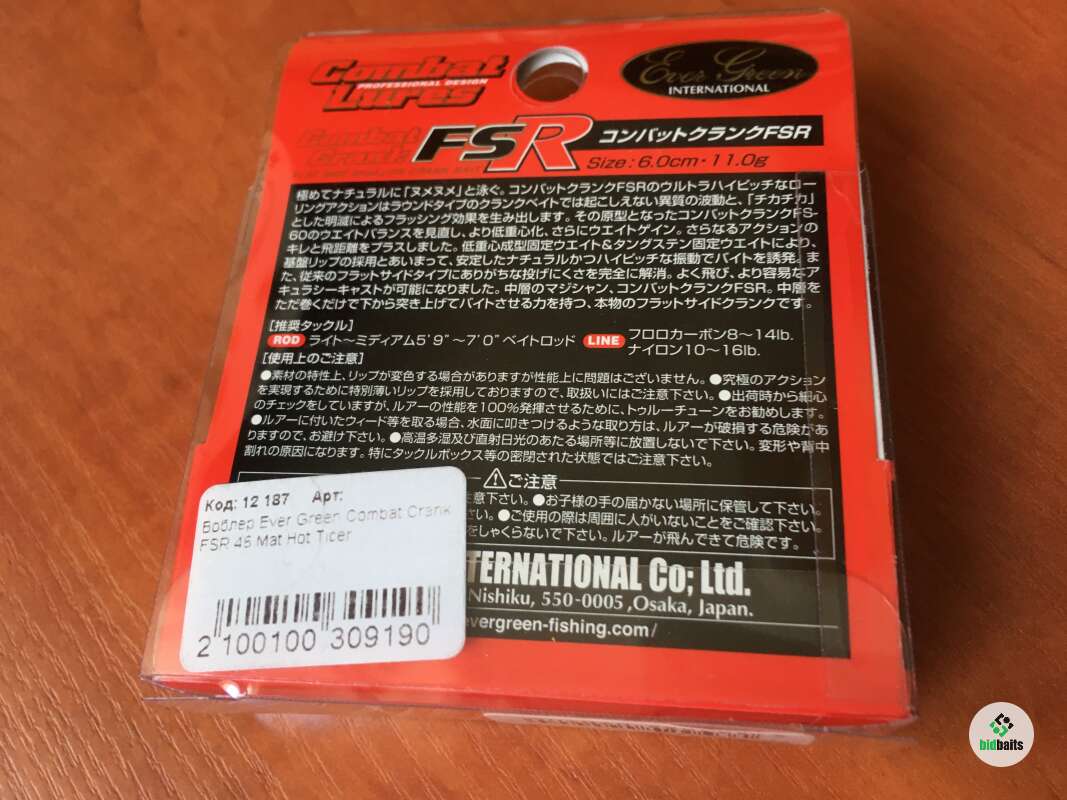 Combat
PROFESSIONAL DESIGN
Lures
Ever Green
INTERNATIONAL
Combat
Crank
FSR
コンバットクランクFSR
Size: 6.0cm・11.0g
極めてナチュラルに「ヌメヌメ」と泳ぐ。コンバットクランクFSRのウルトラハイピッチなロー
リングアクションはラウンドタイプのクランクベイトでは起こしえない異質の波動と、「チカチカ」
とした明滅によるフラッシング効果を生み出します。その原型となったコンバットクランクFS-
60のウエイトバランスを見直し、より低重心化、さらにウエイトゲイン。さらなるアクションの
キレと飛距離をプラスしました。低重心成型固定ウエイト&タングステン固定ウエイトにより、
基盤リップの採用とあいまって、安定したナチュラルかつハイピッチな振動でバイトを誘発。ま
た、従来のフラットサイドタイプにありがちな投げにくさを完全に解消。よく飛び、より容易なア
キュラシーキャストが可能になりました。中層のマジシャン、コンバットクランクFSR。中層を
ただ巻くだけで下から突き上げてバイトさせる力を持つ、本物のフラットサイドクランクです。
[推奨タックル]
ROD ライト〜ミディアム5'9"〜7'0"ベイトロッド LINE フロロカーボン8〜14lb.
ナイロン10〜16lb.
[使用上のご注意]
●素材の特性上、リップが変色する場合がありますが性能上に問題はございません。●究極のアクション
を実現するために特別薄いリップを採用しておりますので、取扱いにはご注意下さい。●出荷時から細心
のチェックをしていますが、ルアーの性能を100%発揮させるために、トゥルーチューンをお勧めします。
●ルアーに付いたウィード等を取る場合、水面に叩きつけるような取り方は、ルアーが破損する危険があ
りますので、お避け下さい。●高温多湿及び直射日光のあたる場所等に放置しないで下さい。変形や背中
割れの原因になります。特にタックルボックス等の密閉された状態ではご注意下さい。
⚠ご注意
意下さい。●お子様の手の届かない場所に保管して下さい。
さい。●ご使用の際は周囲に人がいないことをご確認下さい。
をしゃくらないで下さい。ルアーが飛んできて危険です。
TERNATIONAL Co; Ltd.
Nishiku, 550-0005 ,Osaka, Japan.
evergreen-fishing.com/
Код: 12 187 Арт:
Воблер Ever Green Combat Crank
FSR 46 Mat Hot Ticer
2 100100 309190
bidbaits